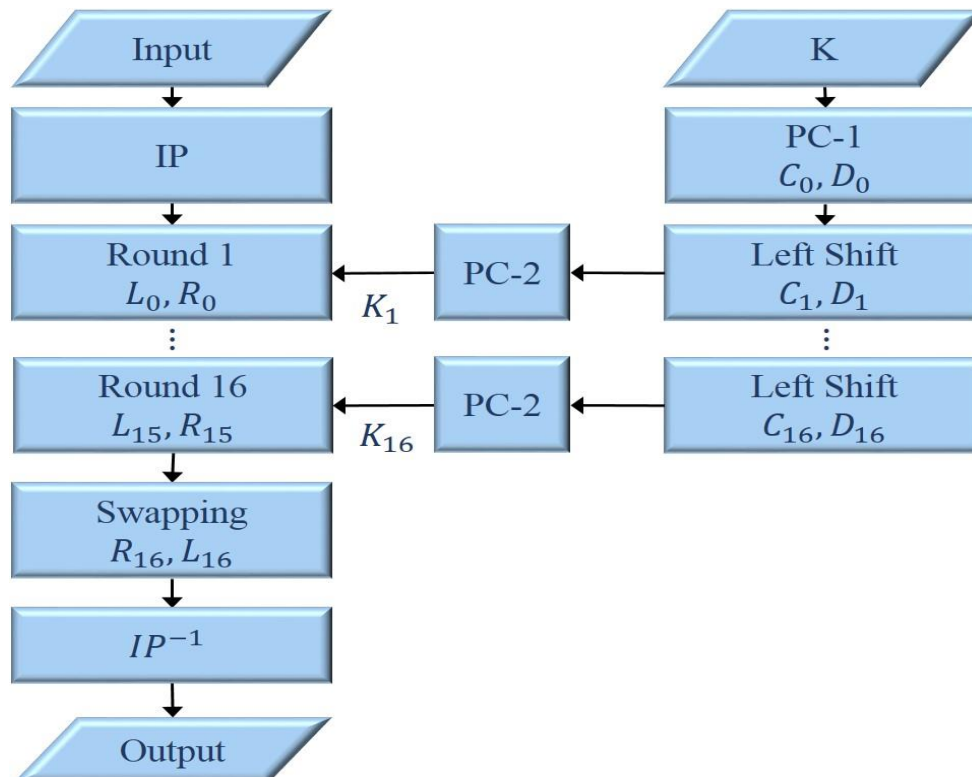 Input
K
IP
PC-1
C₀, D₀
Round 1
L₀, R₀
K₁
PC-2
Left Shift
C₁, D₁
⋮
⋮
Round 16
L₁₅, R₁₅
K₁₆
PC-2
Left Shift
C₁₆, D₁₆
Swapping
R₁₆, L₁₆
IP⁻¹
Output